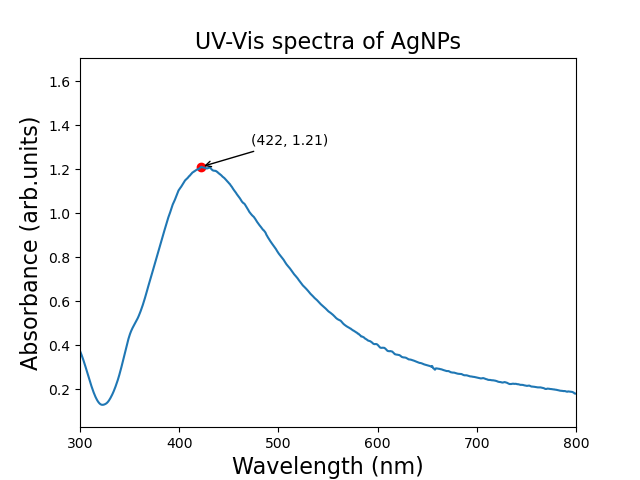 UV-Vis spectra of AgNPs
Absorbance (arb.units)
1.6
1.4
1.2
1.0
0.8
0.6
0.4
0.2
(422, 1.21)
300 400 500 600 700 800
Wavelength (nm)